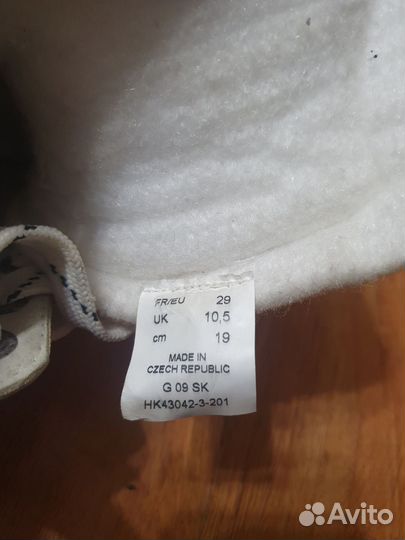 FR/EU 29
UK 10,5
cm 19
MADE IN
CZECH REPUBLIC
G 09 SK
HK43042-3-201
Avito